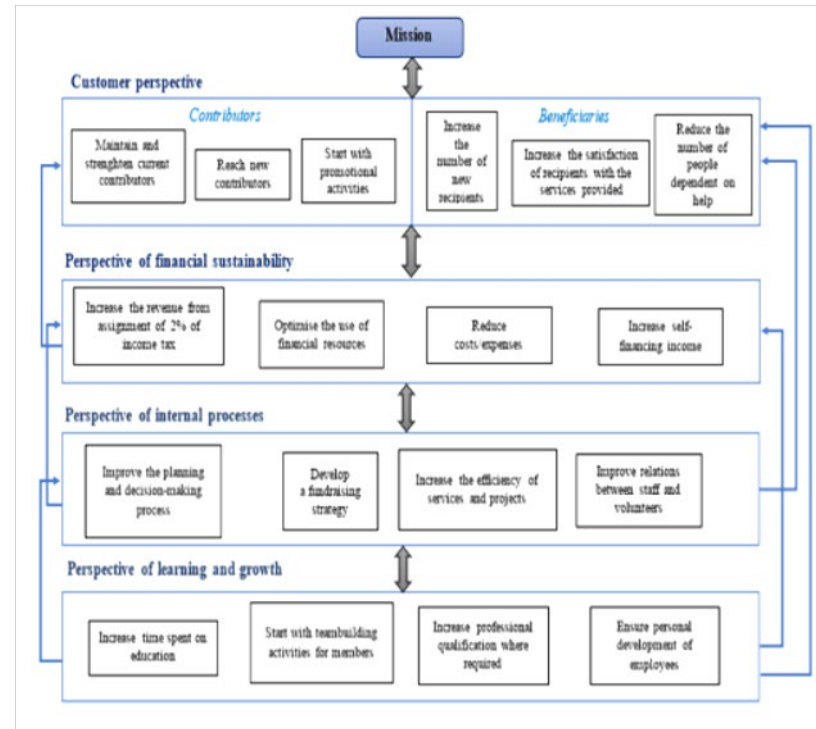 Mission
Customer perspective
Contributors
Maintain and
strenghten current
contributors
Reach new
contributors
Start with
promotional
activities
Beneficiaries
Increase
the
number of
new
recipients
Increase the satisfaction
of recipients with the
services provided
Reduce the
number of
people
dependent on
help
Perspective of financial sustainability
Increase the revenue from
assignment of 2% of
income tax
Optimise the use of
financial resources
Reduce
costs/expenses
Increase self-
financing income
Perspective of internal processes
Improve the planning
and decision-making
process
Develop
a fundraising
strategy
Increase the efficiency of
services and projects
Improve relations
between staff and
volunteers
Perspective of learning and growth
Increase time spent on
education
Start with teambuilding
activities for members
Increase professional
qualification where
required
Ensure personal
development of
employees